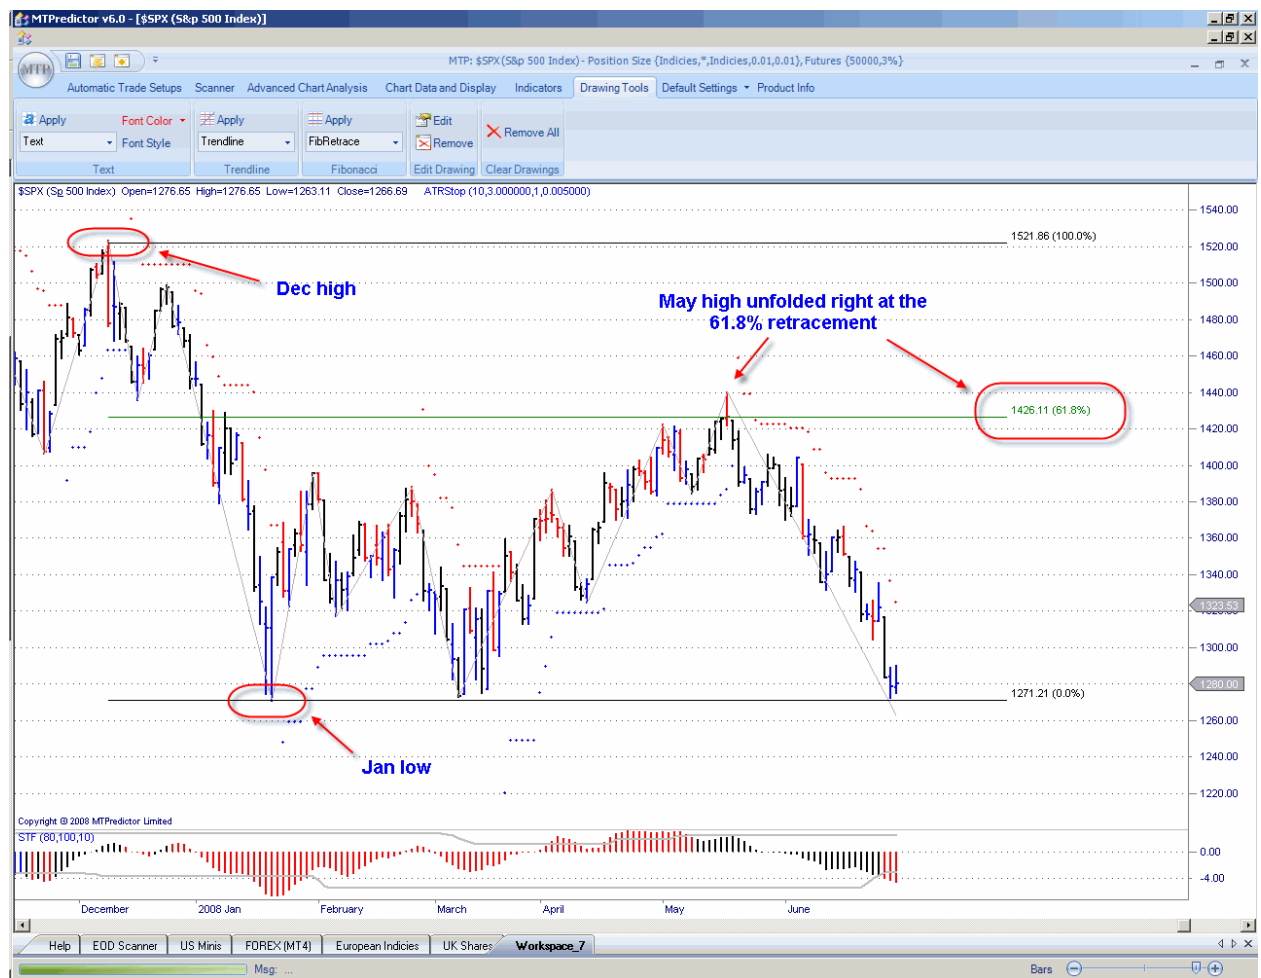 MTPredictor v6.0 - [$SPX (S&p 500 Index)]
MTP
MTP: $SPX (S&p 500 Index) - Position Size {Indicies,*,Indicies,0.01,0.01}, Futures {50000,3%}
Automatic Trade Setups Scanner Advanced Chart Analysis Chart Data and Display Indicators Drawing Tools Default Settings Product Info
Apply Font Color Apply Apply Edit Remove All
Text Font Style Trendline FibRetrace Remove
Text Trendline Fibonacci Edit Drawing Clear Drawings
$SPX (Sp 500 Index) Open=1276.65 High=1276.65 Low=1263.11 Close=1266.69 ATRStop (10,3.000000,1,0.005000)
1540.00
1521.86 (100.0%)
1520.00
Dec high
1500.00
May high unfolded right at the
61.8% retracement
1480.00
1460.00
1440.00
1426.11 (61.8%)
1420.00
1400.00
1380.00
1360.00
1340.00
1323.53
1300.00
1280.00
1271.21 (0.0%)
1260.00
Jan low
1240.00
1220.00
Copyright © 2008 MTPredictor Limited
STF (80,100,10)
0.00
-4.00
December 2008 Jan February March April May June
Help EOD Scanner US Minis FOREX (MT4) European Indicies UK Shares Workspace_7
Msg: ...
Bars